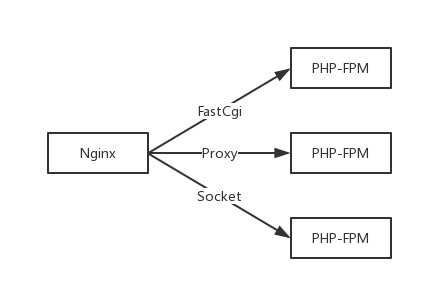 PHP-FPM
FastCgi
Nginx
Proxy
PHP-FPM
Socket
PHP-FPM